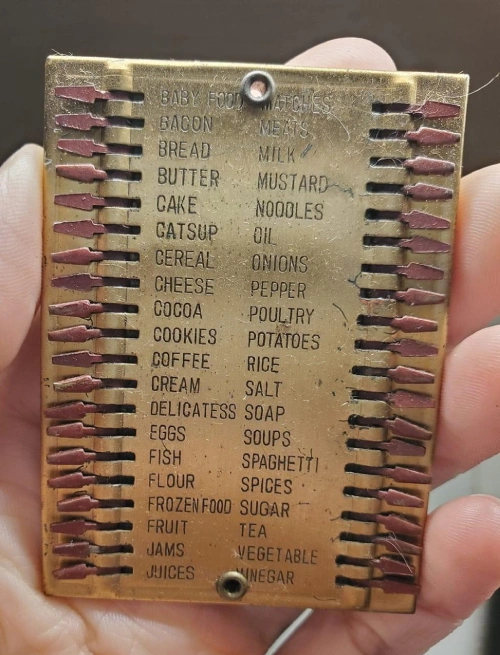 BABY FOOD MATCHES
BACON MEATS
BREAD MILK
BUTTER MUSTARD
CAKE NOODLES
CATSUP OIL
CEREAL ONIONS
CHEESE PEPPER
COCOA POULTRY
COOKIES POTATOES
COFFEE RICE
CREAM SALT
DELICATESS SOAP
EGGS SOUPS
FISH SPAGHETTI
FLOUR SPICES
FROZEN FOOD SUGAR
FRUIT TEA
JAMS VEGETABLE
JUICES VINEGAR